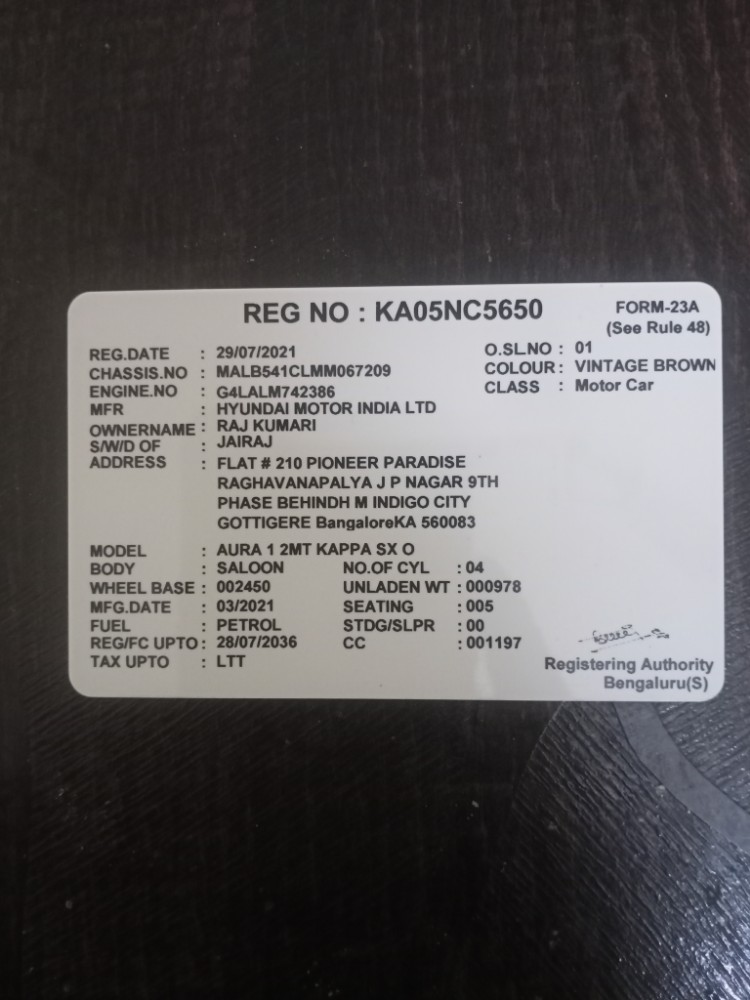 REG NO : KA05NC5650
FORM-23A
(See Rule 48)
REG.DATE : 29/07/2021
O.SLNO : 01
CHASSIS.NO : MALB541CLMM067209
COLOUR : VINTAGE BROWN
ENGINE.NO : G4LALM742386
CLASS : Motor Car
MFR : HYUNDAI MOTOR INDIA LTD
OWNERNAME : RAJ KUMARI
S/W/D OF : JAIRAJ
ADDRESS : FLAT # 210 PIONEER PARADISE
RAGHAVANAPALYA J P NAGAR 9TH
PHASE BEHINDH M INDIGO CITY
GOTTIGERE BangaloreKA 560083
MODEL : AURA 1 2MT KAPPA SX O
BODY : SALOON NO.OF CYL : 04
WHEEL BASE : 002450 UNLADEN WT : 000978
MFG.DATE : 03/2021 SEATING : 005
FUEL : PETROL STDG/SLPR : 00
REG/FC UPTO : 28/07/2036 CC : 001197
TAX UPTO : LTT
Registering Authority
Bengaluru(S)